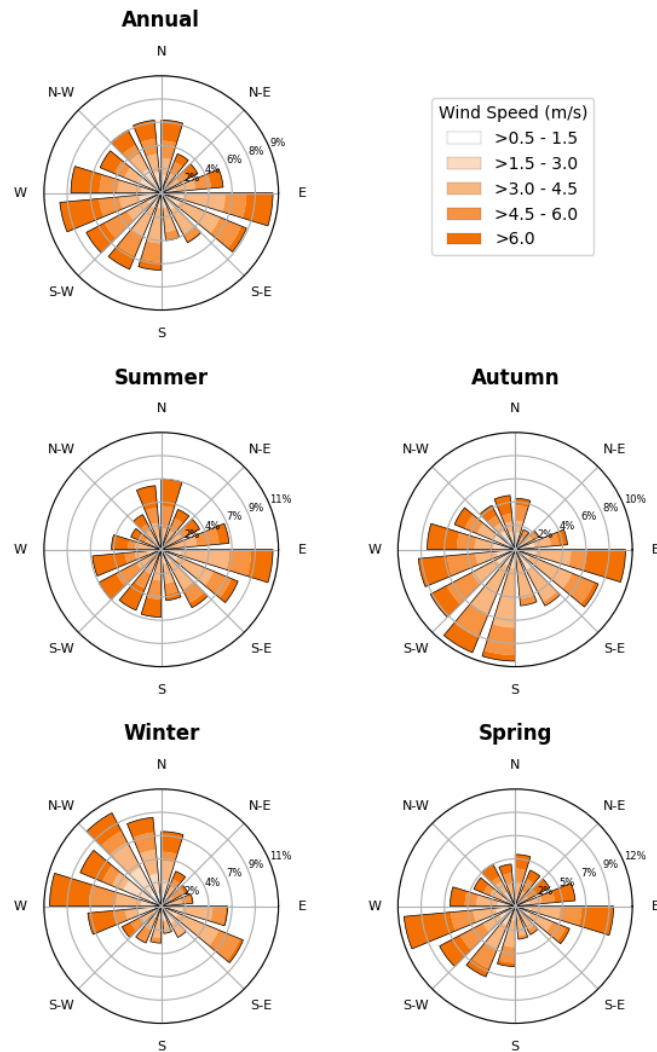 Annual
N
N-W
N-E
W
E
S-W
S-E
S
2%
4%
6%
8%
9%
Wind Speed (m/s)
>0.5 - 1.5
>1.5 - 3.0
>3.0 - 4.5
>4.5 - 6.0
>6.0
Summer
N
N-W
N-E
W
E
S-W
S-E
S
2%
4%
7%
9%
11%
Autumn
N
N-W
N-E
W
E
S-W
S-E
S
2%
4%
6%
8%
10%
Winter
N
N-W
N-E
W
E
S-W
S-E
S
2%
4%
7%
9%
11%
Spring
N
N-W
N-E
W
E
S-W
S-E
S
2%
5%
7%
9%
12%